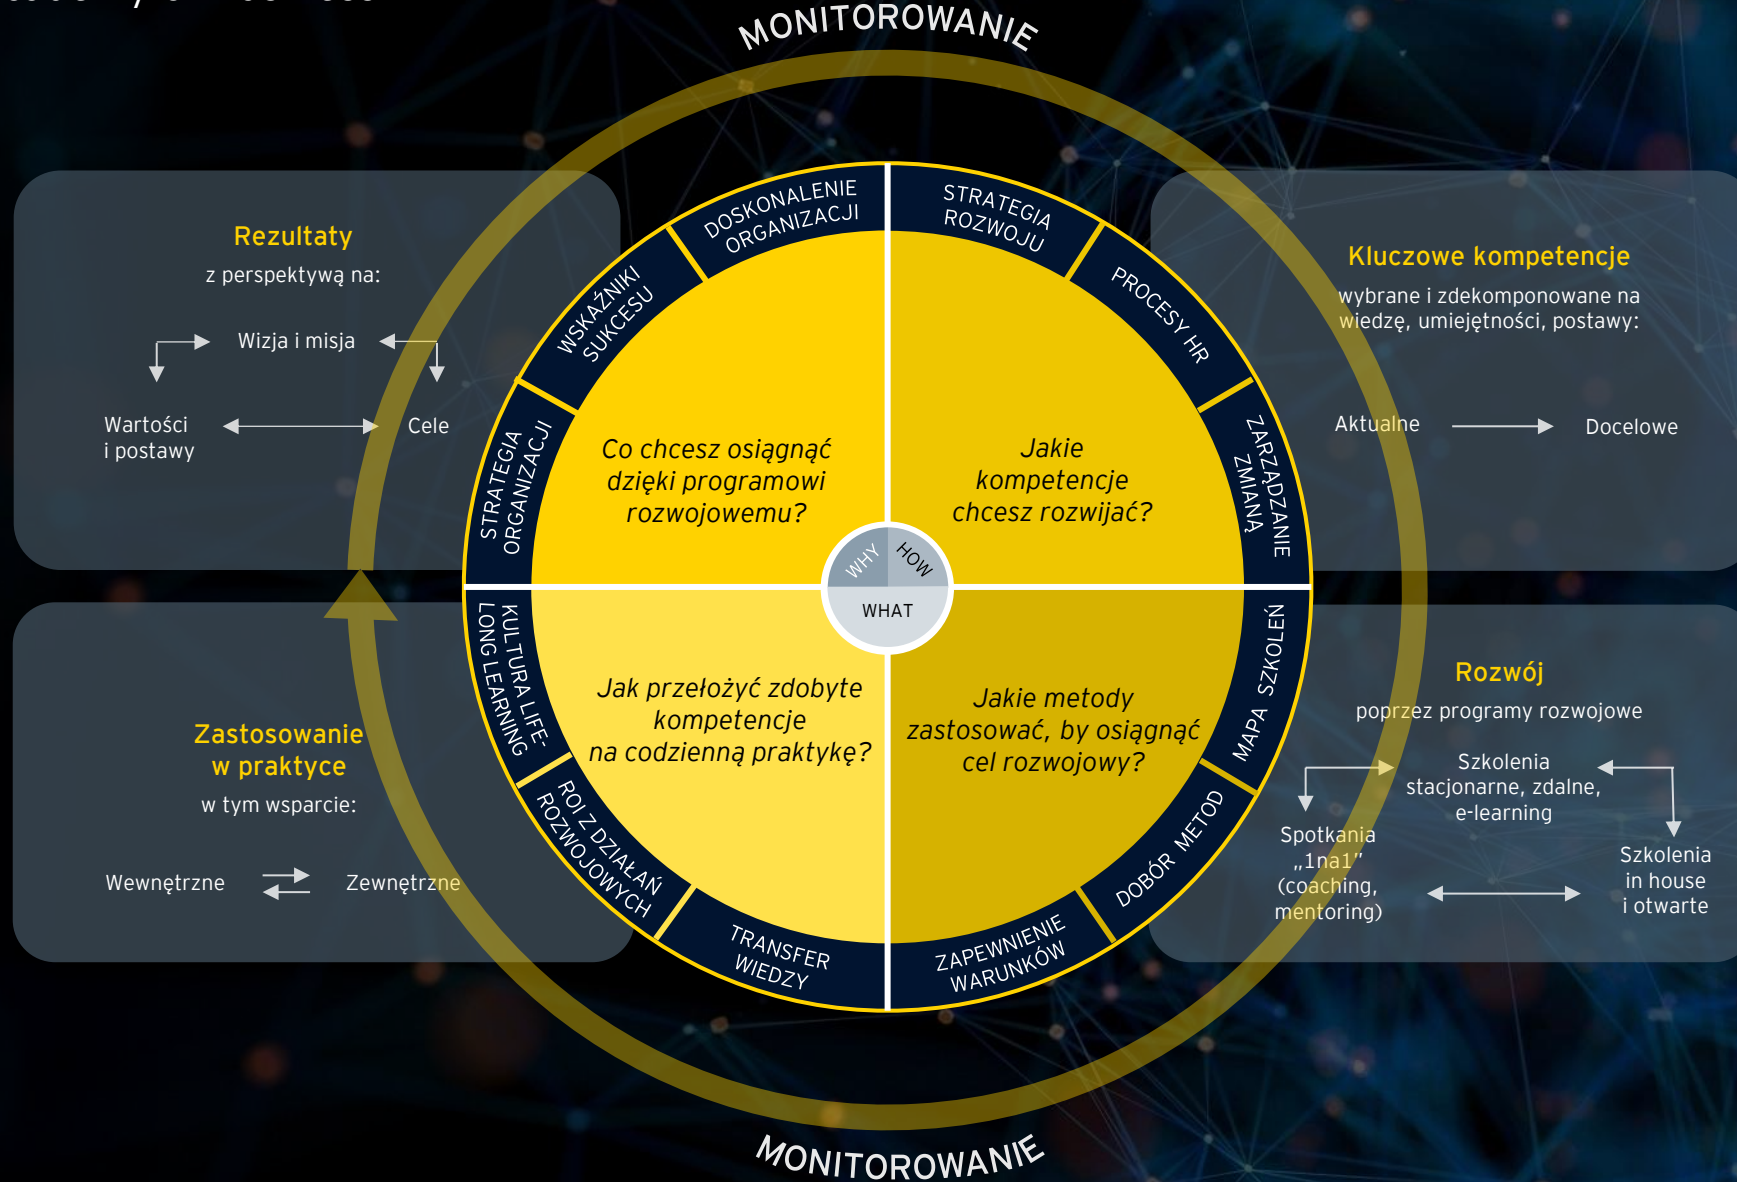 MONITOROWANIE
Rezultaty
z perspektywą na:
Wizja i misja
Wartości
i postawy
Cele
DOSKONALENIE
ORGANIZACJI
WSKAŹNIKI
SUKCESU
STRATEGIA
ORGANIZACJI
Co chcesz osiągnąć
dzięki programowi
rozwojowemu?
STRATEGIA
ROZWOJU
PROCESY HR
ZARZĄDZANIE
ZMIANĄ
Jakie
kompetencje
chcesz rozwijać?
Kluczowe kompetencje
wybrane i zdekomponowane na
wiedzę, umiejętności, postawy:
Aktualne
Docelowe
WHY
HOW
WHAT
Zastosowanie
w praktyce
w tym wsparcie:
Wewnętrzne
Zewnętrzne
KULTURA LIFE-
LONG LEARNING
ROI Z DZIAŁAŃ
ROZWOJOWYCH
TRANSFER
WIEDZY
Jak przełożyć zdobyte
kompetencje
na codzienną praktykę?
Jakie metody
zastosować, by osiągnąć
cel rozwojowy?
MAPA SZKOLEŃ
DOBÓR METOD
ZAPEWNIENIE
WARUNKÓW
Rozwój
poprzez programy rozwojowe
Szkolenia
stacjonarne, zdalne,
e-learning
Spotkania
„1na1”
(coaching,
mentoring)
Szkolenia
in house
i otwarte
MONITOROWANIE